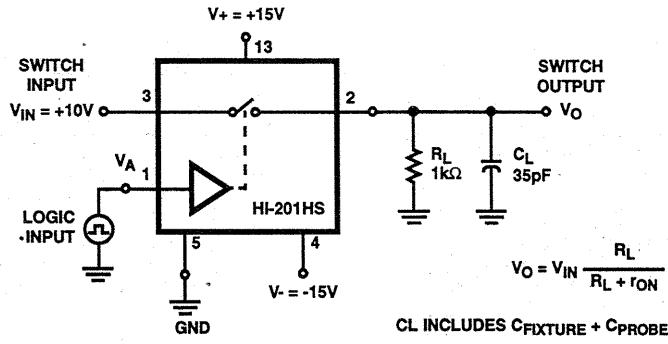 V+ = +15V
13
SWITCH
INPUT
VIN = +10V
3
2
SWITCH
OUTPUT
VO
VA
1
RL
1kΩ
CL
35pF
HI-201HS
LOGIC
INPUT
5
4
V- = -15V
GND
VO = VIN RL
RL + rON
CL INCLUDES CFIXTURE + CPROBE